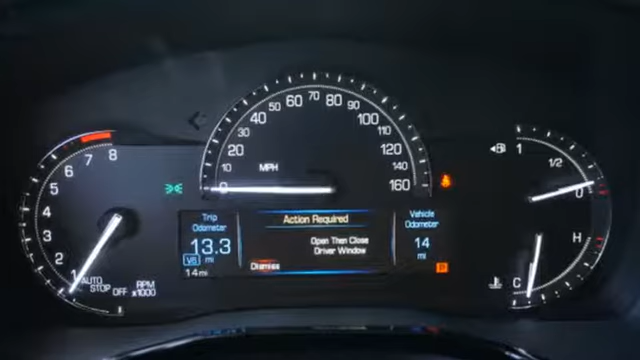 MPH
0
10
20
30
40
50
60
70
80
90
100
110
120
140
160
1
2
3
4
5
6
7
8
AUTO
STOP
OFF
RPM
x1000
Trip
Odometer
13.3
mi
V8
14 mi
Action Required
Open Then Close
Driver Window
Dismiss
Vehicle
Odometer
14
mi
P
1
1/2
0
H
C